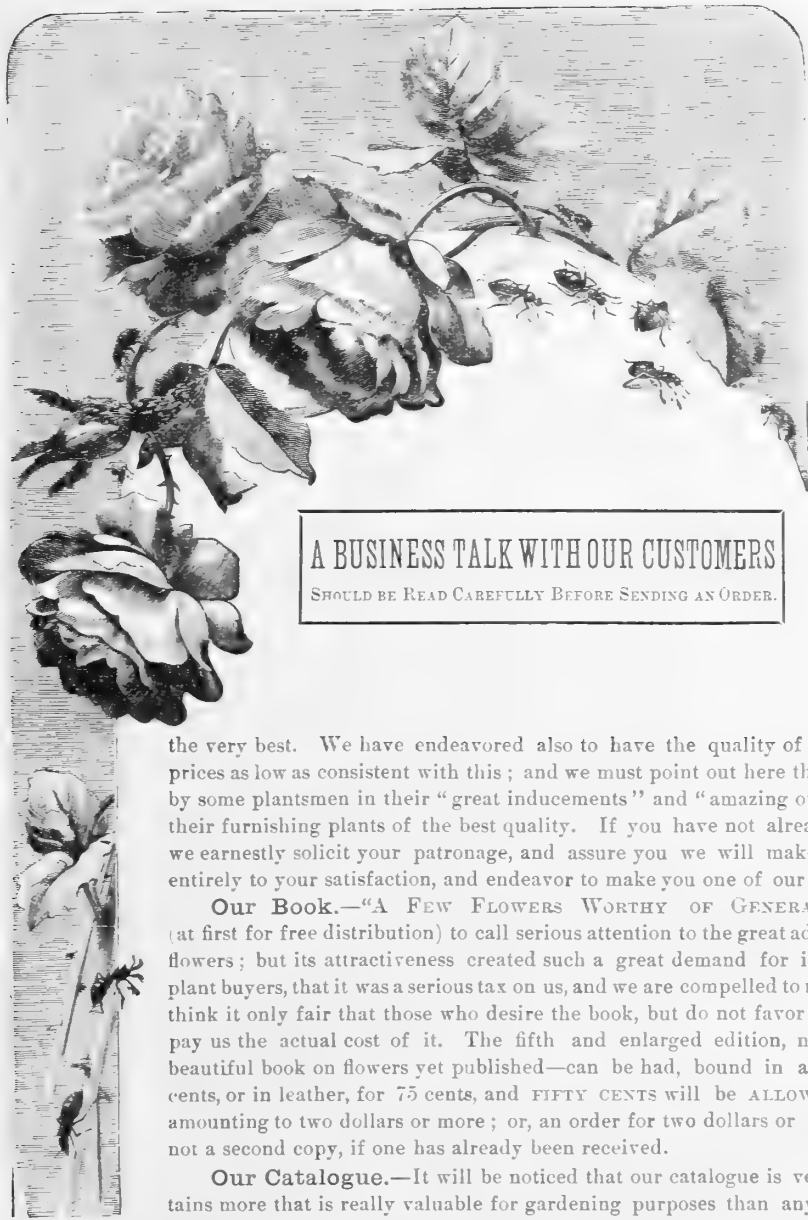 A BUSINESS TALK WITH OUR CUSTOMERS
SHOULD BE READ CAREFULLY BEFORE SENDING AN ORDER.
the very best. We have endeavored also to have the quality of
prices as low as consistent with this ; and we must point out here
by some plantsmen in their “great inducements” and “amazing
their furnishing plants of the best quality. If you have not
we earnestly solicit your patronage, and assure you we will
entirely to your satisfaction, and endeavor to make you one of our
Our Book.—“A FEW FLOWERS WORTHY OF
(at first for free distribution) to call serious attention to the great
flowers ; but its attractiveness created such a great demand for
plant buyers, that it was a serious tax on us, and we are compelled to
think it only fair that those who desire the book, but do not favor
pay us the actual cost of it. The fifth and enlarged edition,
beautiful book on flowers yet published—can be had, bound in
cents, or in leather, for 75 cents, and FIFTY CENTS will be
amounting to two dollars or more ; or, an order for two dollars or
not a second copy, if one has already been received.
Our Catalogue.—It will be noticed that our catalogue is
tains more that is really valuable for gardening purposes than